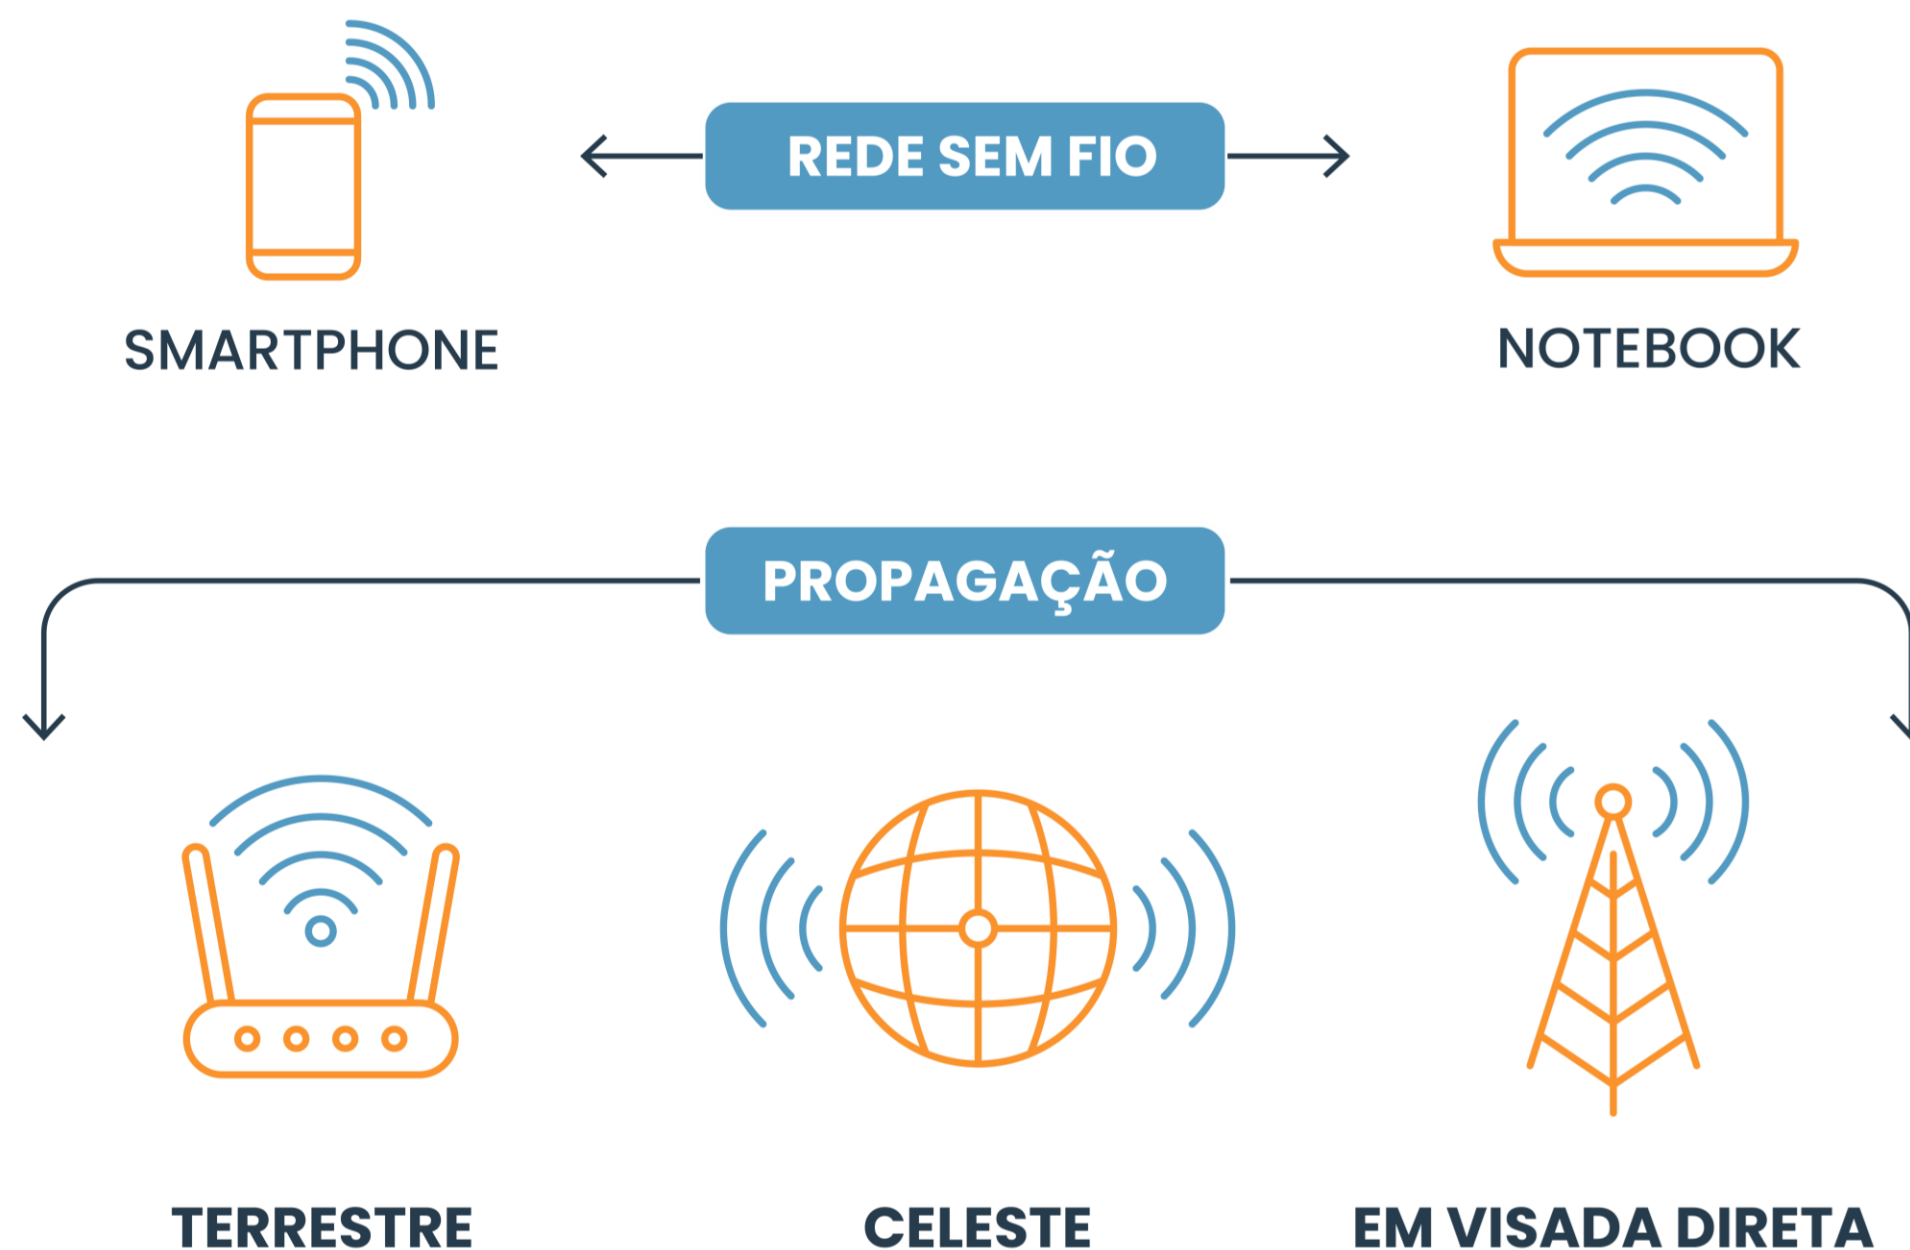 REDE SEM FIO
SMARTPHONE
NOTEBOOK
PROPAGAÇÃO
TERRESTRE
CELESTE
EM VISADA DIRETA